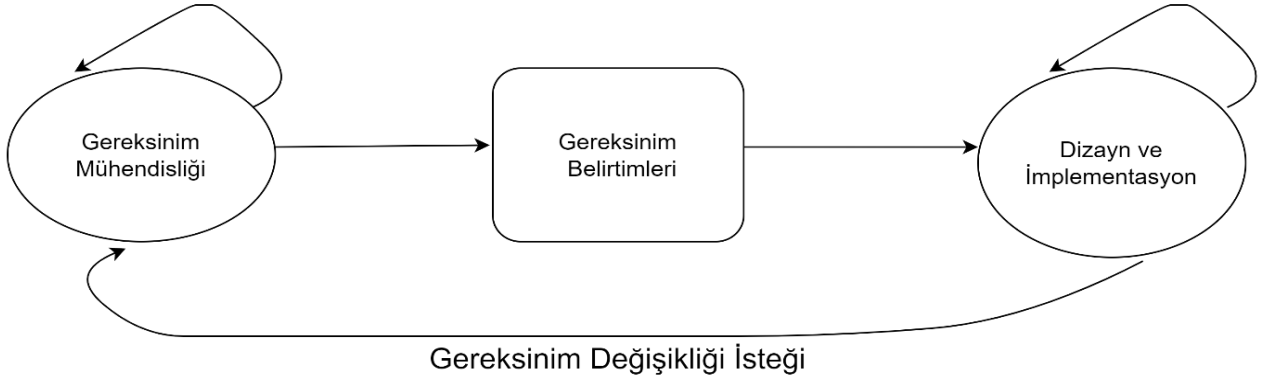 Gereksinim
Mühendisliği
Gereksinim
Belirtimleri
Dizayn ve
İmplementasyon
Gereksinim Değişikliği İsteği